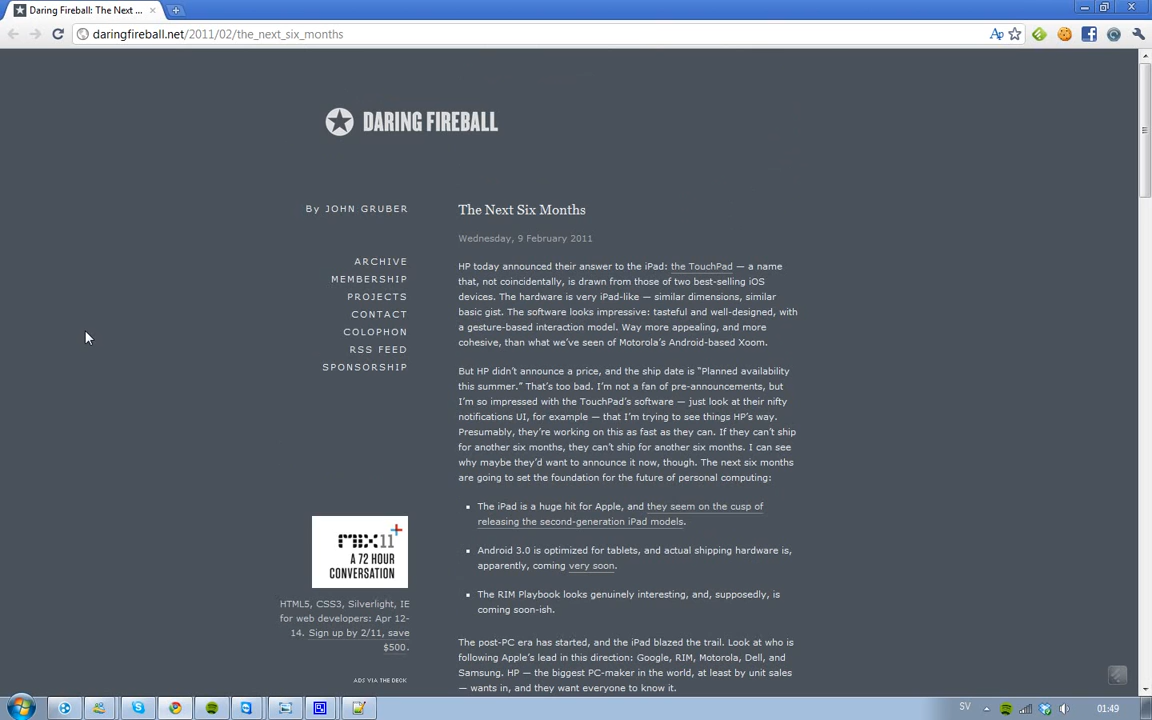 Daring Fireball: The Next ...
daringfireball.net/2011/02/the_next_six_months
DARING FIREBALL
By JOHN GRUBER
ARCHIVE
MEMBERSHIP
PROJECTS
CONTACT
COLOPHON
RSS FEED
SPONSORSHIP
MIX11
A 72 HOUR
CONVERSATION
HTML5, CSS3, Silverlight, IE
for web developers: Apr 12-
14. Sign up by 2/11, save
$500.
ADS VIA THE DECK
The Next Six Months
Wednesday, 9 February 2011
HP today announced their answer to the iPad: the TouchPad — a name
that, not coincidentally, is drawn from those of two best-selling iOS
devices. The hardware is very iPad-like — similar dimensions, similar
basic gist. The software looks impressive: tasteful and well-designed, with
a gesture-based interaction model. Way more appealing, and more
cohesive, than what we’ve seen of Motorola’s Android-based Xoom.
But HP didn’t announce a price, and the ship date is “Planned availability
this summer.” That’s too bad. I’m not a fan of pre-announcements, but
I’m so impressed with the TouchPad’s software — just look at their nifty
notifications UI, for example — that I’m trying to see things HP’s way.
Presumably, they’re working on this as fast as they can. If they can’t ship
for another six months, they can’t ship for another six months. I can see
why maybe they’d want to announce it now, though. The next six months
are going to set the foundation for the future of personal computing:
The iPad is a huge hit for Apple, and they seem on the cusp of
releasing the second-generation iPad models.
Android 3.0 is optimized for tablets, and actual shipping hardware is,
apparently, coming very soon.
The RIM Playbook looks genuinely interesting, and, supposedly, is
coming soon-ish.
The post-PC era has started, and the iPad blazed the trail. Look at who is
following Apple’s lead in this direction: Google, RIM, Motorola, Dell, and
Samsung. HP — the biggest PC-maker in the world, at least by unit sales
— wants in, and they want everyone to know it.
SV
01:49